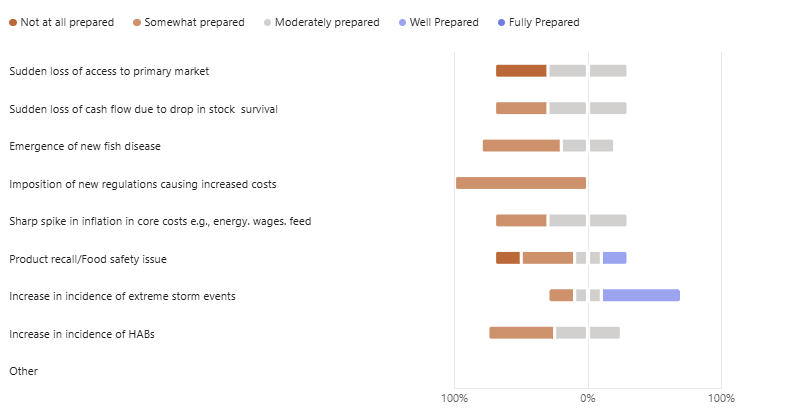 Not at all prepared Somewhat prepared Moderately prepared Well Prepared Fully Prepared
Sudden loss of access to primary market
Sudden loss of cash flow due to drop in stock  survival
Emergence of new fish disease
Imposition of new regulations causing increased costs
Sharp spike in inflation in core costs e.g., energy. wages. feed
Product recall/Food safety issue
Increase in incidence of extreme storm events
Increase in incidence of HABs
Other
100% 0% 100%